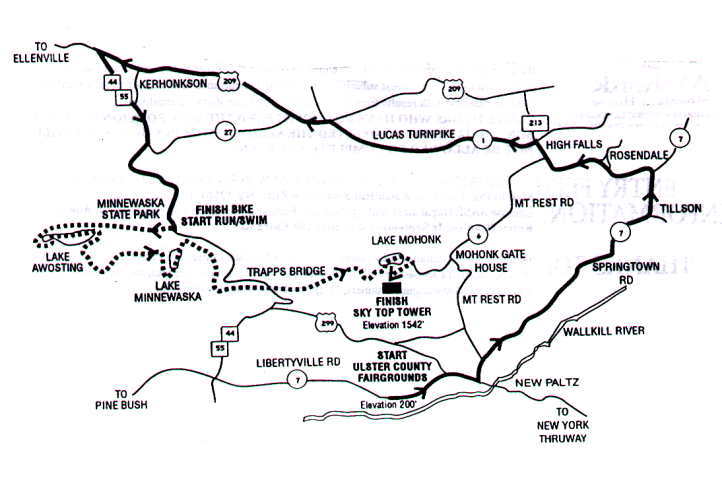 TO
ELLENVILLE
44
55
KERHONKSON
209
209
27
LUCAS TURNPIKE
1
213
HIGH FALLS
7
ROSENDALE
MINNEWASKA
STATE PARK
FINISH BIKE
START RUN/SWIM
MT REST RD
TILLSON
7
6
LAKE MOHONK
MOHONK GATE
HOUSE
LAKE
AWOSTING
LAKE
MINNEWASKA
TRAPPS BRIDGE
SPRINGTOWN
RD
FINISH
SKY TOP TOWER
Elevation 1542'
MT REST RD
299
44
55
WALLKILL RIVER
START
ULSTER COUNTY
FAIRGROUNDS
LIBERTYVILLE RD
7
Elevation 200'
NEW PALTZ
TO
PINE BUSH
TO
NEW YORK
THRUWAY